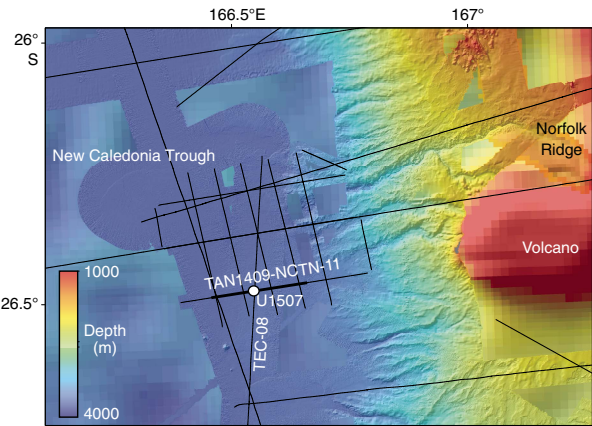 166.5°E
167°
26°
S
New Caledonia Trough
Norfolk
Ridge
Volcano
TAN1409-NCTN-11
U1507
1000
26.5°
Depth
(m)
TEC-08
4000